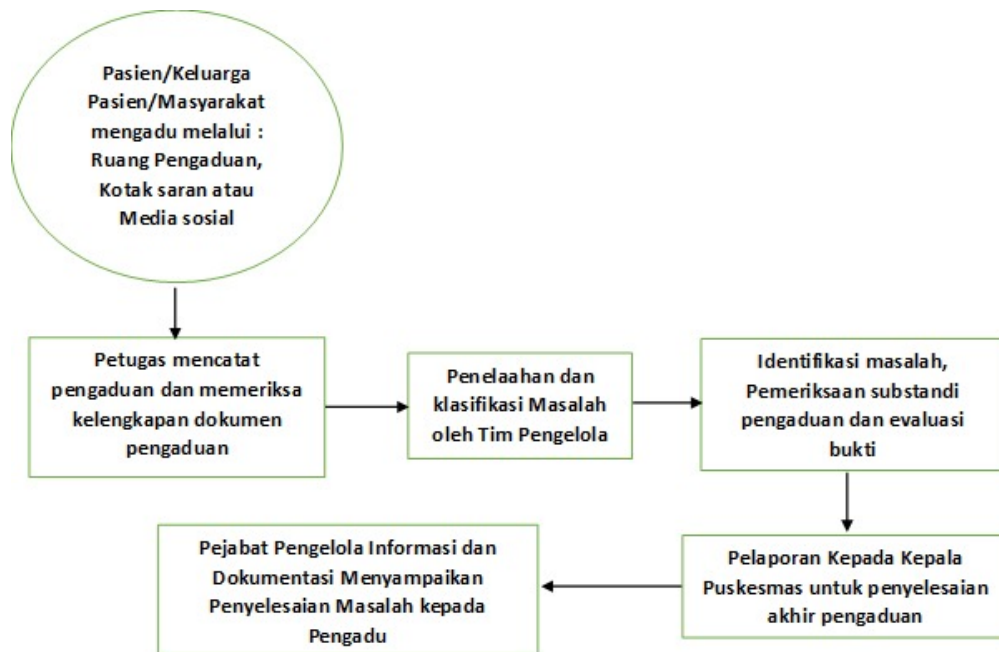 Pasien/Keluarga
Pasien/Masyarakat
mengadu melalui :
Ruang Pengaduan,
Kotak saran atau
Media sosial
Petugas mencatat
pengaduan dan memeriksa
kelengkapan dokumen
pengaduan
Penelaahan dan
klasifikasi Masalah
oleh Tim Pengelola
Identifikasi masalah,
Pemeriksaan substandi
pengaduan dan evaluasi
bukti
Pelaporan Kepada Kepala
Puskesmas untuk penyelesaian
akhir pengaduan
Pejabat Pengelola Informasi dan
Dokumentasi Menyampaikan
Penyelesaian Masalah kepada
Pengadu